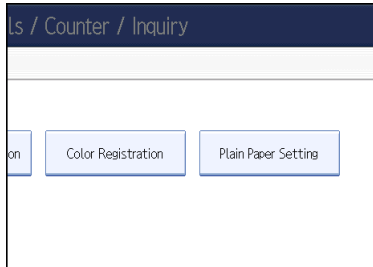 ls / Counter / Inquiry
on
Color Registration
Plain Paper Setting